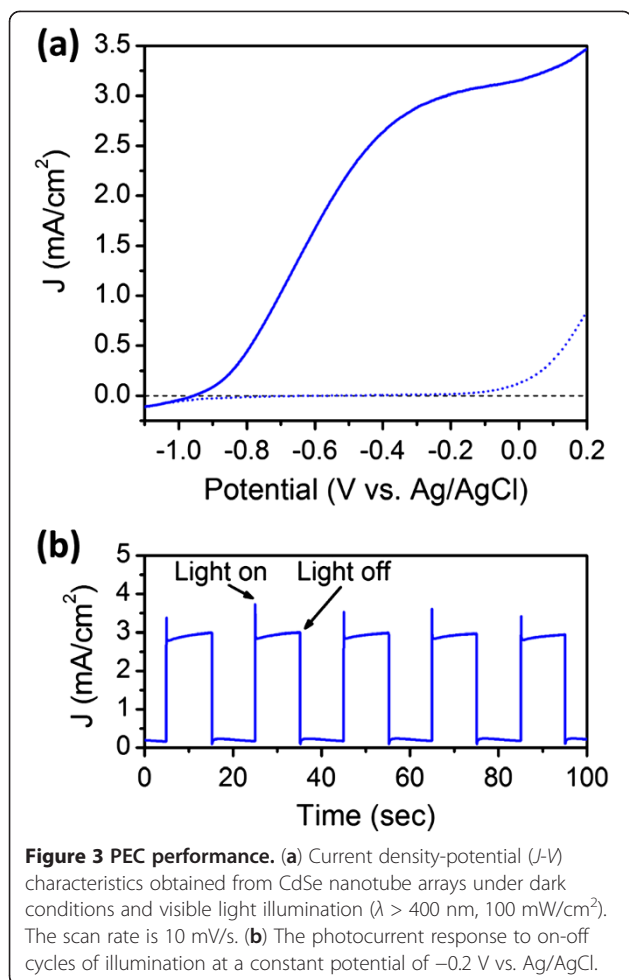 (a)
3.5
3.0
2.5
2.0
1.5
1.0
0.5
0.0
J (mA/cm²)
-1.0 -0.8 -0.6 -0.4 -0.2 0.0 0.2
Potential (V vs. Ag/AgCl)
(b)
5
4
3
2
1
0
J (mA/cm²)
Light on
Light off
0 20 40 60 80 100
Time (sec)
Figure 3 PEC performance. (a) Current density-potential (J-V)
characteristics obtained from CdSe nanotube arrays under dark
conditions and visible light illumination (λ > 400 nm, 100 mW/cm²).
The scan rate is 10 mV/s. (b) The photocurrent response to on-off
cycles of illumination at a constant potential of −0.2 V vs. Ag/AgCl.